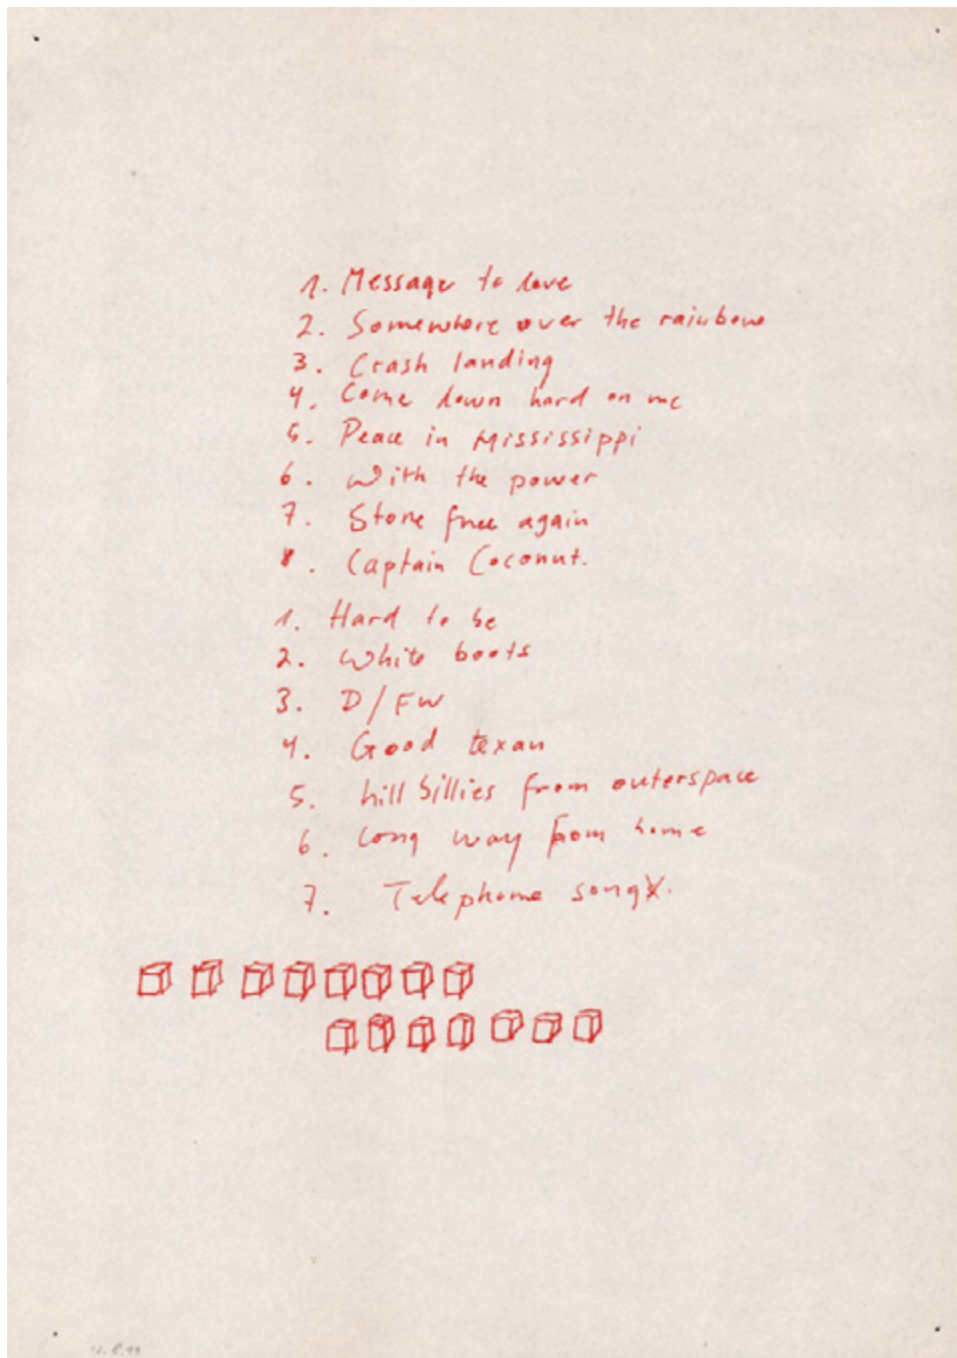 1. Message to love
2. Somewhere over the rainbow
3. Crash landing
4. Come down hard on me
5. Peace in Mississippi
6. With the power
7. Stone free again
8. Captain Coconut.
1. Hard to be
2. White boots
3. D/FW
4. Good texan
5. hillbillies from outerspace
6. Long way from home
7. Telephone song